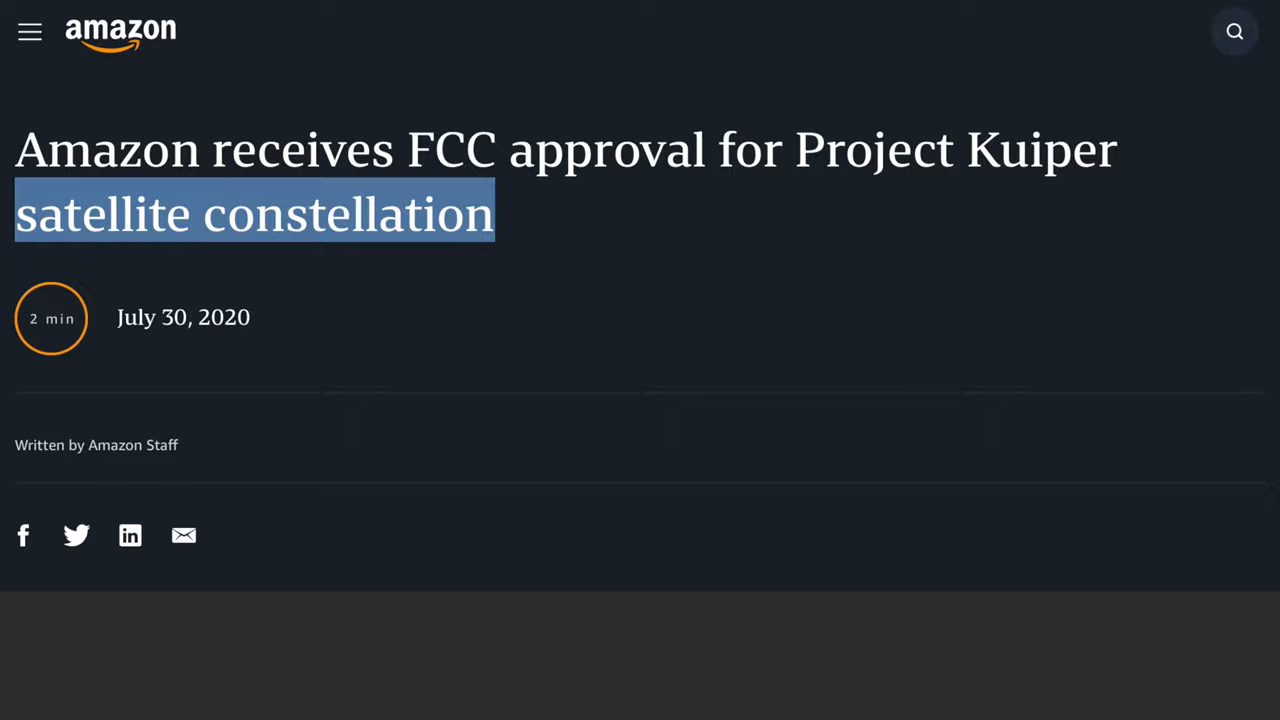 amazon
Amazon receives FCC approval for Project Kuiper
satellite constellation
2 min
July 30, 2020
Written by Amazon Staff
f
in